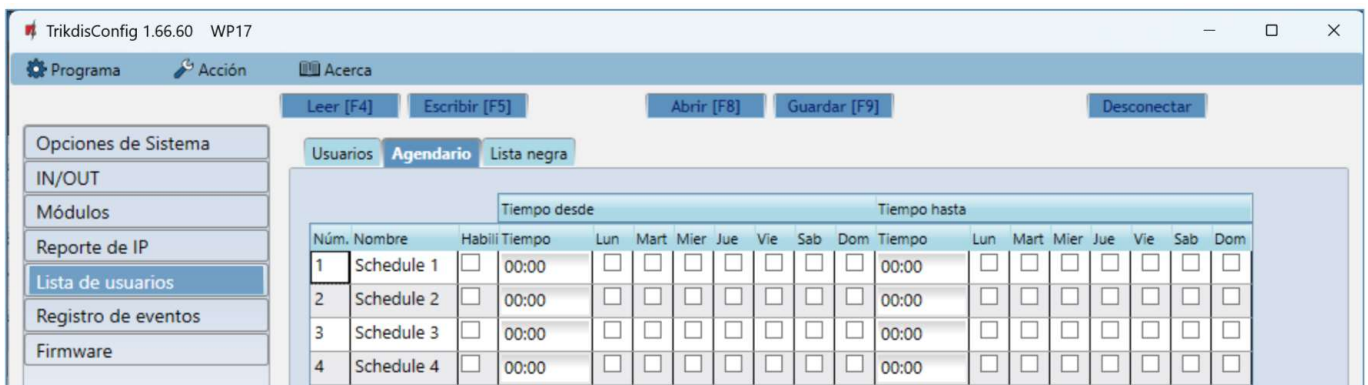 TrikdisConfig 1.66.60 WP17
Programa Acción Acerca
Leer [F4] Escribir [F5] Abrir [F8] Guardar [F9] Desconectar
Opciones de Sistema
IN/OUT
Módulos
Reporte de IP
Lista de usuarios
Registro de eventos
Firmware
Usuarios Agendario Lista negra
Tiempo desde Tiempo hasta
Núm. Nombre Habili Tiempo Lun Mart Mier Jue Vie Sab Dom Tiempo Lun Mart Mier Jue Vie Sab Dom
1 Schedule 1 00:00 00:00
2 Schedule 2 00:00 00:00
3 Schedule 3 00:00 00:00
4 Schedule 4 00:00 00:00